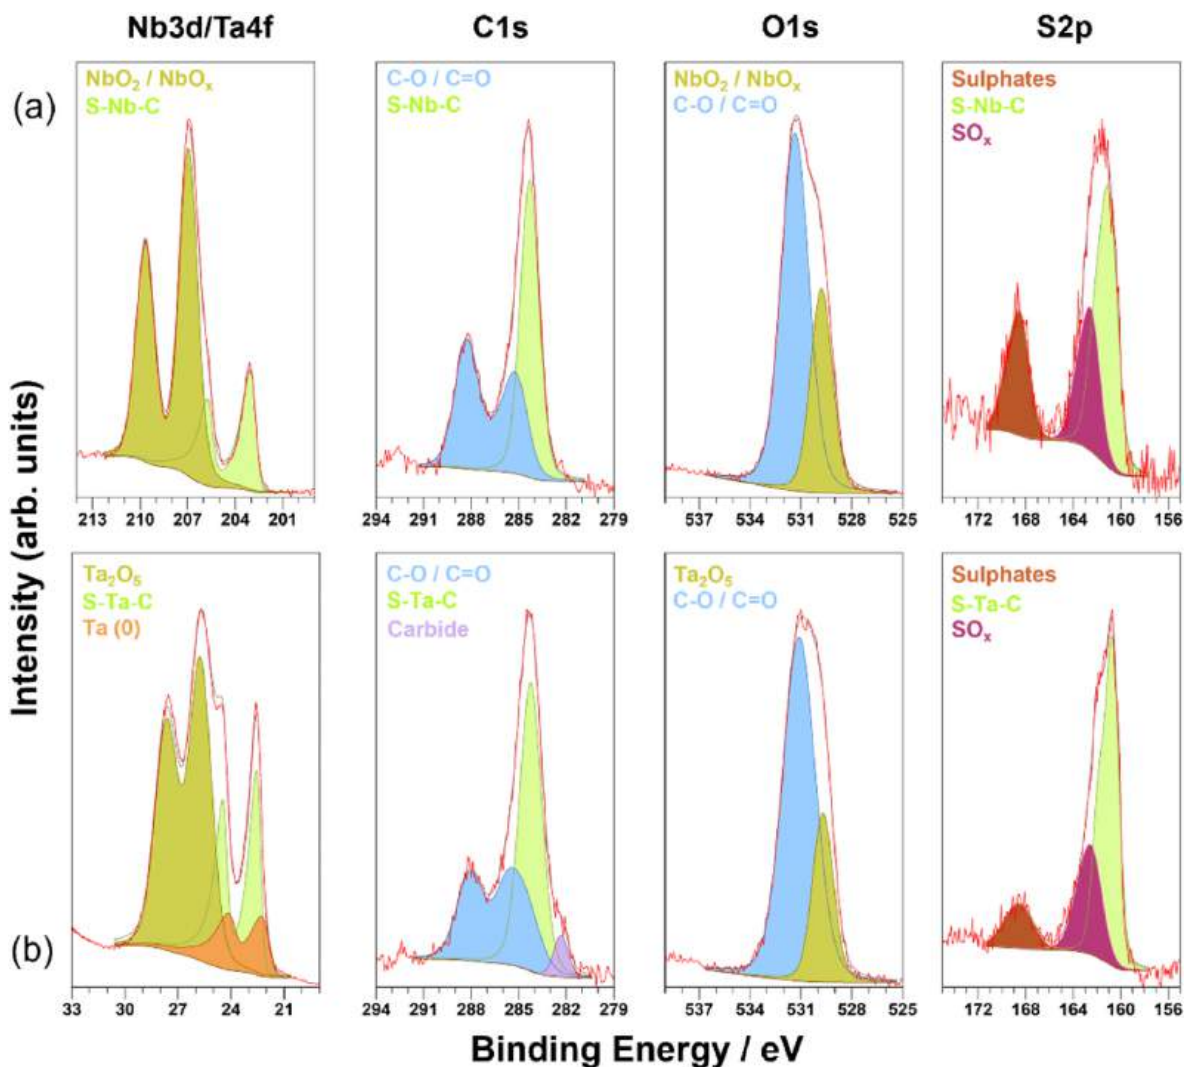 Nb3d/Ta4f C1s O1s S2p
(a)
NbO₂ / NbOₓ
S-Nb-C
C-O / C=O
S-Nb-C
NbO₂ / NbOₓ
C-O / C=O
Sulphates
S-Nb-C
SOₓ
213 210 207 204 201
294 291 288 285 282 279
537 534 531 528 525
172 168 164 160 156
Intensity (arb. units)
(b)
Ta₂O₅
S-Ta-C
Ta (0)
C-O / C=O
S-Ta-C
Carbide
Ta₂O₅
C-O / C=O
Sulphates
S-Ta-C
SOₓ
33 30 27 24 21
294 291 288 285 282 279
537 534 531 528 525
172 168 164 160 156
Binding Energy / eV